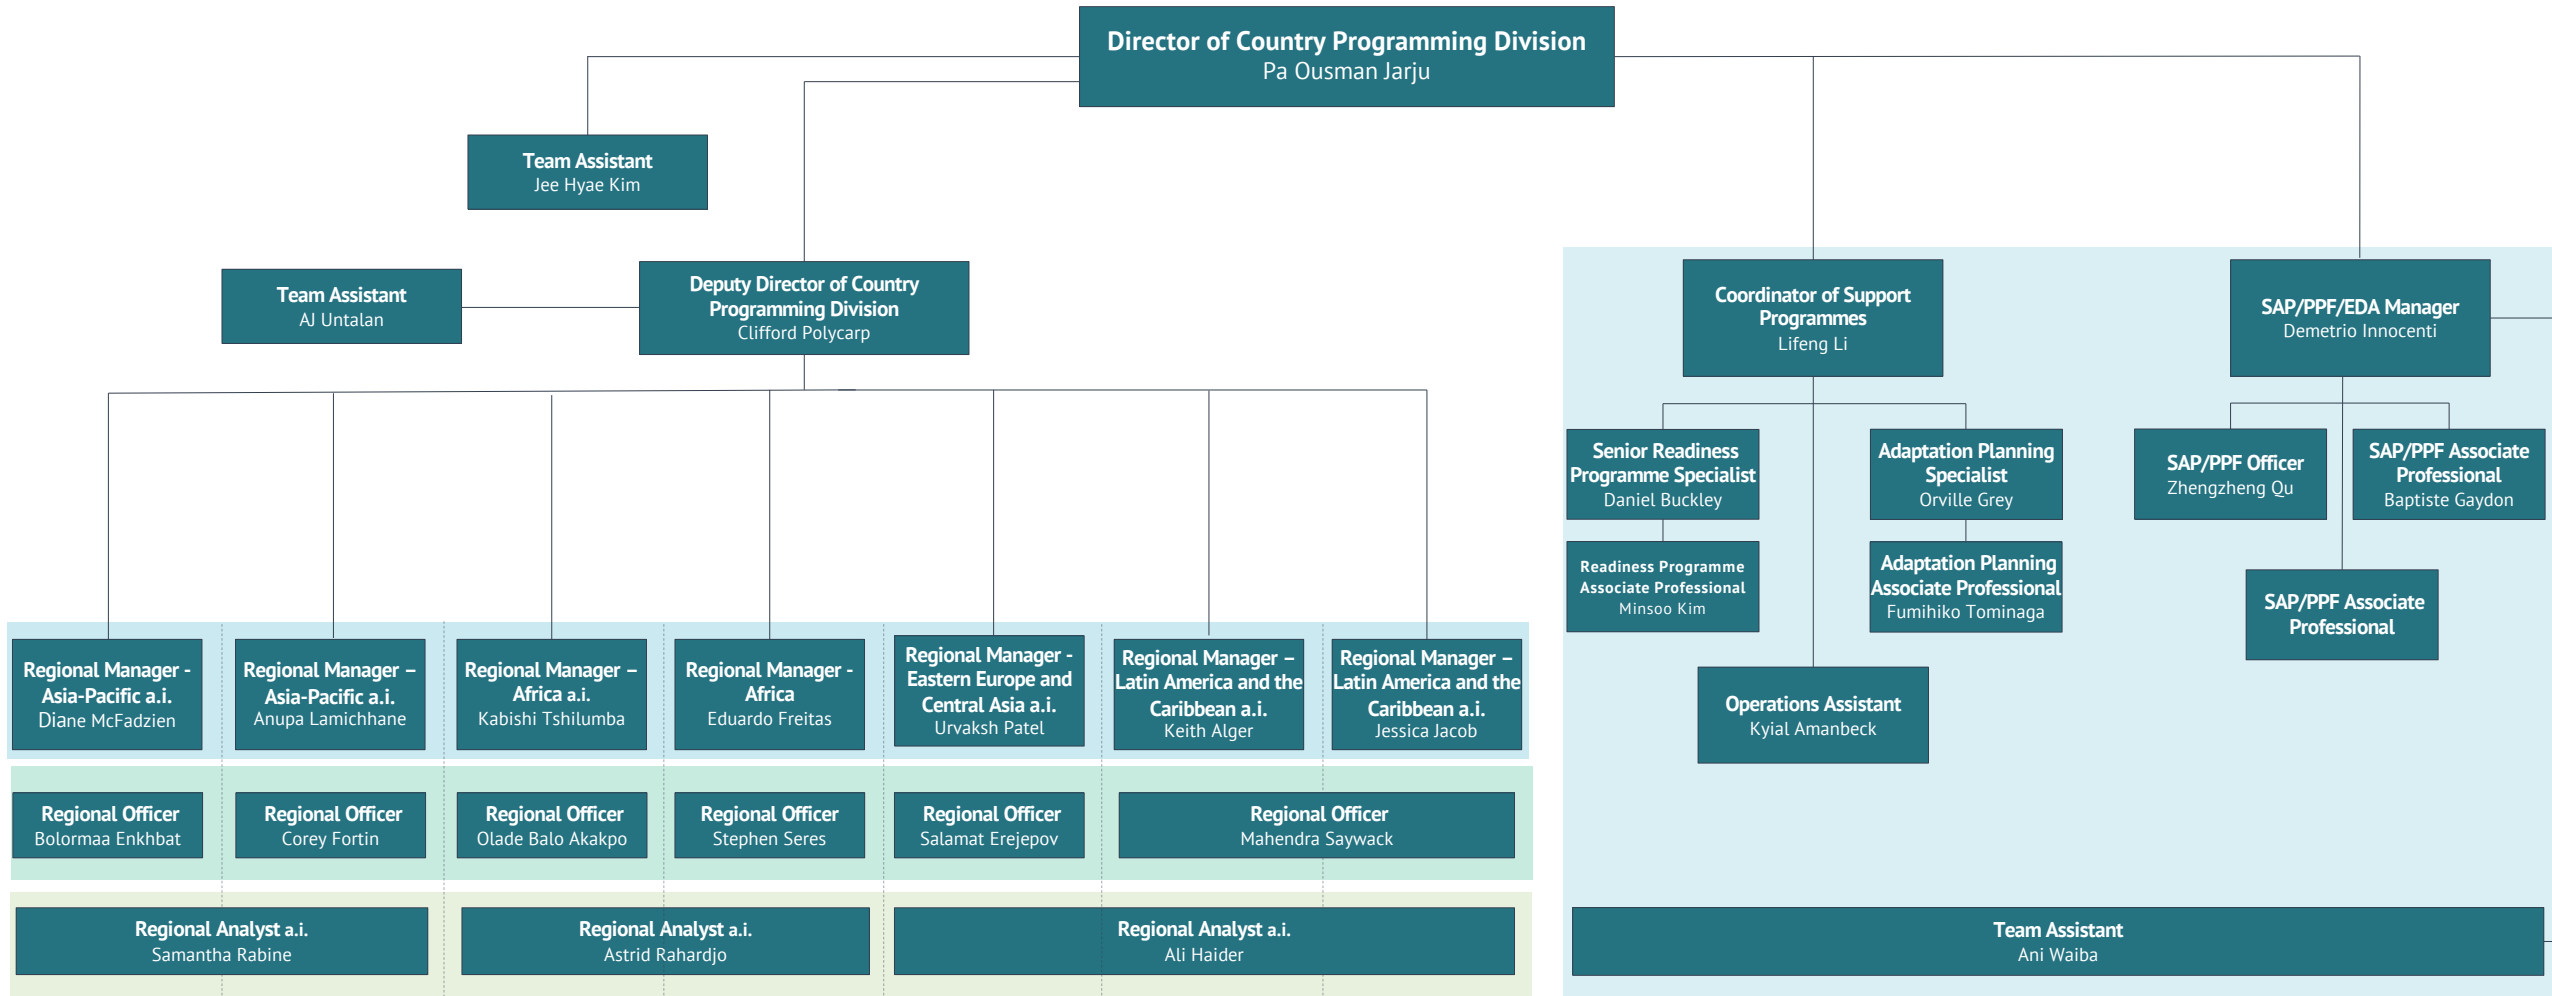 Director of Country Programming Division
Pa Ousman Jarju
Team Assistant
Jee Hyae Kim
Team Assistant
AJ Untalan
Deputy Director of Country
Programming Division
Clifford Polycarp
Coordinator of Support
Programmes
Lifeng Li
SAP/PPF/EDA Manager
Demetrio Innocenti
Senior Readiness
Programme Specialist
Daniel Buckley
Adaptation Planning
Specialist
Orville Grey
SAP/PPF Officer
Zhengzheng Qu
SAP/PPF Associate
Professional
Baptiste Gaydon
Readiness Programme
Associate Professional
Minsoo Kim
Adaptation Planning
Associate Professional
Fumihiko Tominaga
SAP/PPF Associate
Professional
Operations Assistant
Kyial Amanbeck
Regional Manager -
Asia-Pacific a.i.
Diane McFadzien
Regional Manager –
Asia-Pacific a.i.
Anupa Lamichhane
Regional Manager –
Africa a.i.
Kabishi Tshilumba
Regional Manager -
Africa
Eduardo Freitas
Regional Manager -
Eastern Europe and
Central Asia a.i.
Urvaksh Patel
Regional Manager –
Latin America and the
Caribbean a.i.
Keith Alger
Regional Manager –
Latin America and the
Caribbean a.i.
Jessica Jacob
Regional Officer
Bolormaa Enkhbat
Regional Officer
Corey Fortin
Regional Officer
Olade Balo Akakpo
Regional Officer
Stephen Seres
Regional Officer
Salamat Erejepov
Regional Officer
Mahendra Saywack
Regional Analyst a.i.
Samantha Rabine
Regional Analyst a.i.
Astrid Rahardjo
Regional Analyst a.i.
Ali Haider
Team Assistant
Ani Waiba